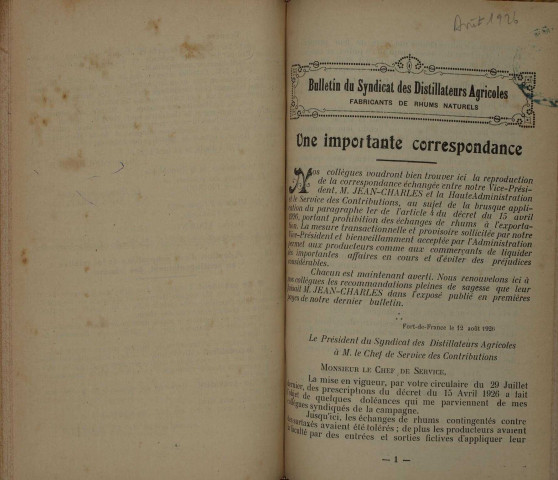 Août 1926
Bulletin du Syndicat des Distillateurs Agricoles
FABRICANTS DE RHUMS NATURELS
Une importante correspondance
Nos collègues voudront bien trouver ici la reproduction
de la correspondance échangée entre notre Vice-Prési-
dent, M. JEAN-CHARLES et la Haute Administration
et le Service des Contributions, au sujet de la brusque appli-
cation du paragraphe 1er de l'article 4 du décret du 15 avril
1926, portant prohibition des échanges de rhums à l'exporta-
tion. La mesure transactionnelle et provisoire sollicitée par notre
Vice-Président et bienveillamment acceptée par l'Administration
permet aux producteurs comme aux commerçants de liquider
les importantes affaires en cours et d'éviter des préjudices
considérables.
Chacun est maintenant averti. Nous renouvelons ici à
nos collègues les recommandations pleines de sagesse que leur
faisait M. JEAN-CHARLES dans l'exposé publié en premières
pages de notre dernier bulletin.
Fort-de-France le 12 août 1926
Le Président du Syndicat des Distillateurs Agricoles
à M. le Chef de Service des Contributions
MONSIEUR LE CHEF DE SERVICE,
La mise en vigueur, par votre circulaire du 29 Juillet
dernier, des prescriptions du décret du 15 Avril 1926 a fait
l'objet de quelques doléances qui me parviennent de mes
collègues syndiqués de la campagne.
Jusqu'ici, les échanges de rhums contingentés contre
surtaxés avaient été tolérés ; de plus les producteurs avaient
la faculté par des entrées et sorties fictives d'appliquer leur
— 1 —